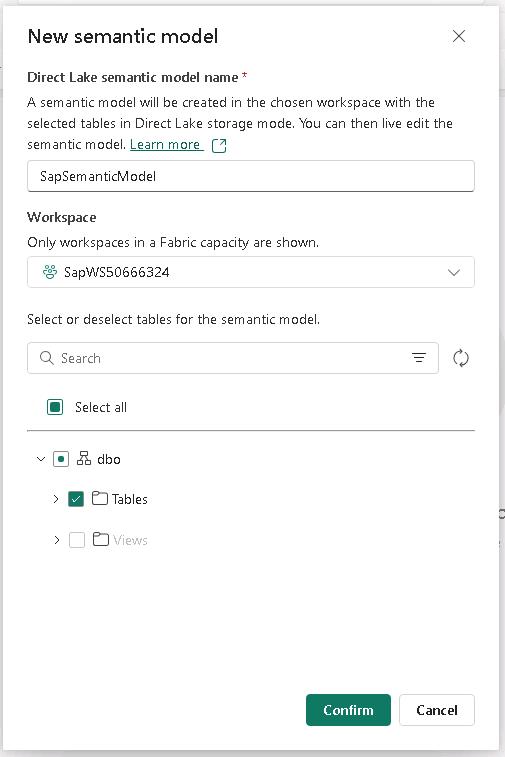 New semantic model
Direct Lake semantic model name *
A semantic model will be created in the chosen workspace with the
selected tables in Direct Lake storage mode. You can then live edit the
semantic model. Learn more
SapSemanticModel
Workspace
Only workspaces in a Fabric capacity are shown.
SapWS50666324
Select or deselect tables for the semantic model.
Search
Select all
dbo
Tables
Views
Confirm
Cancel